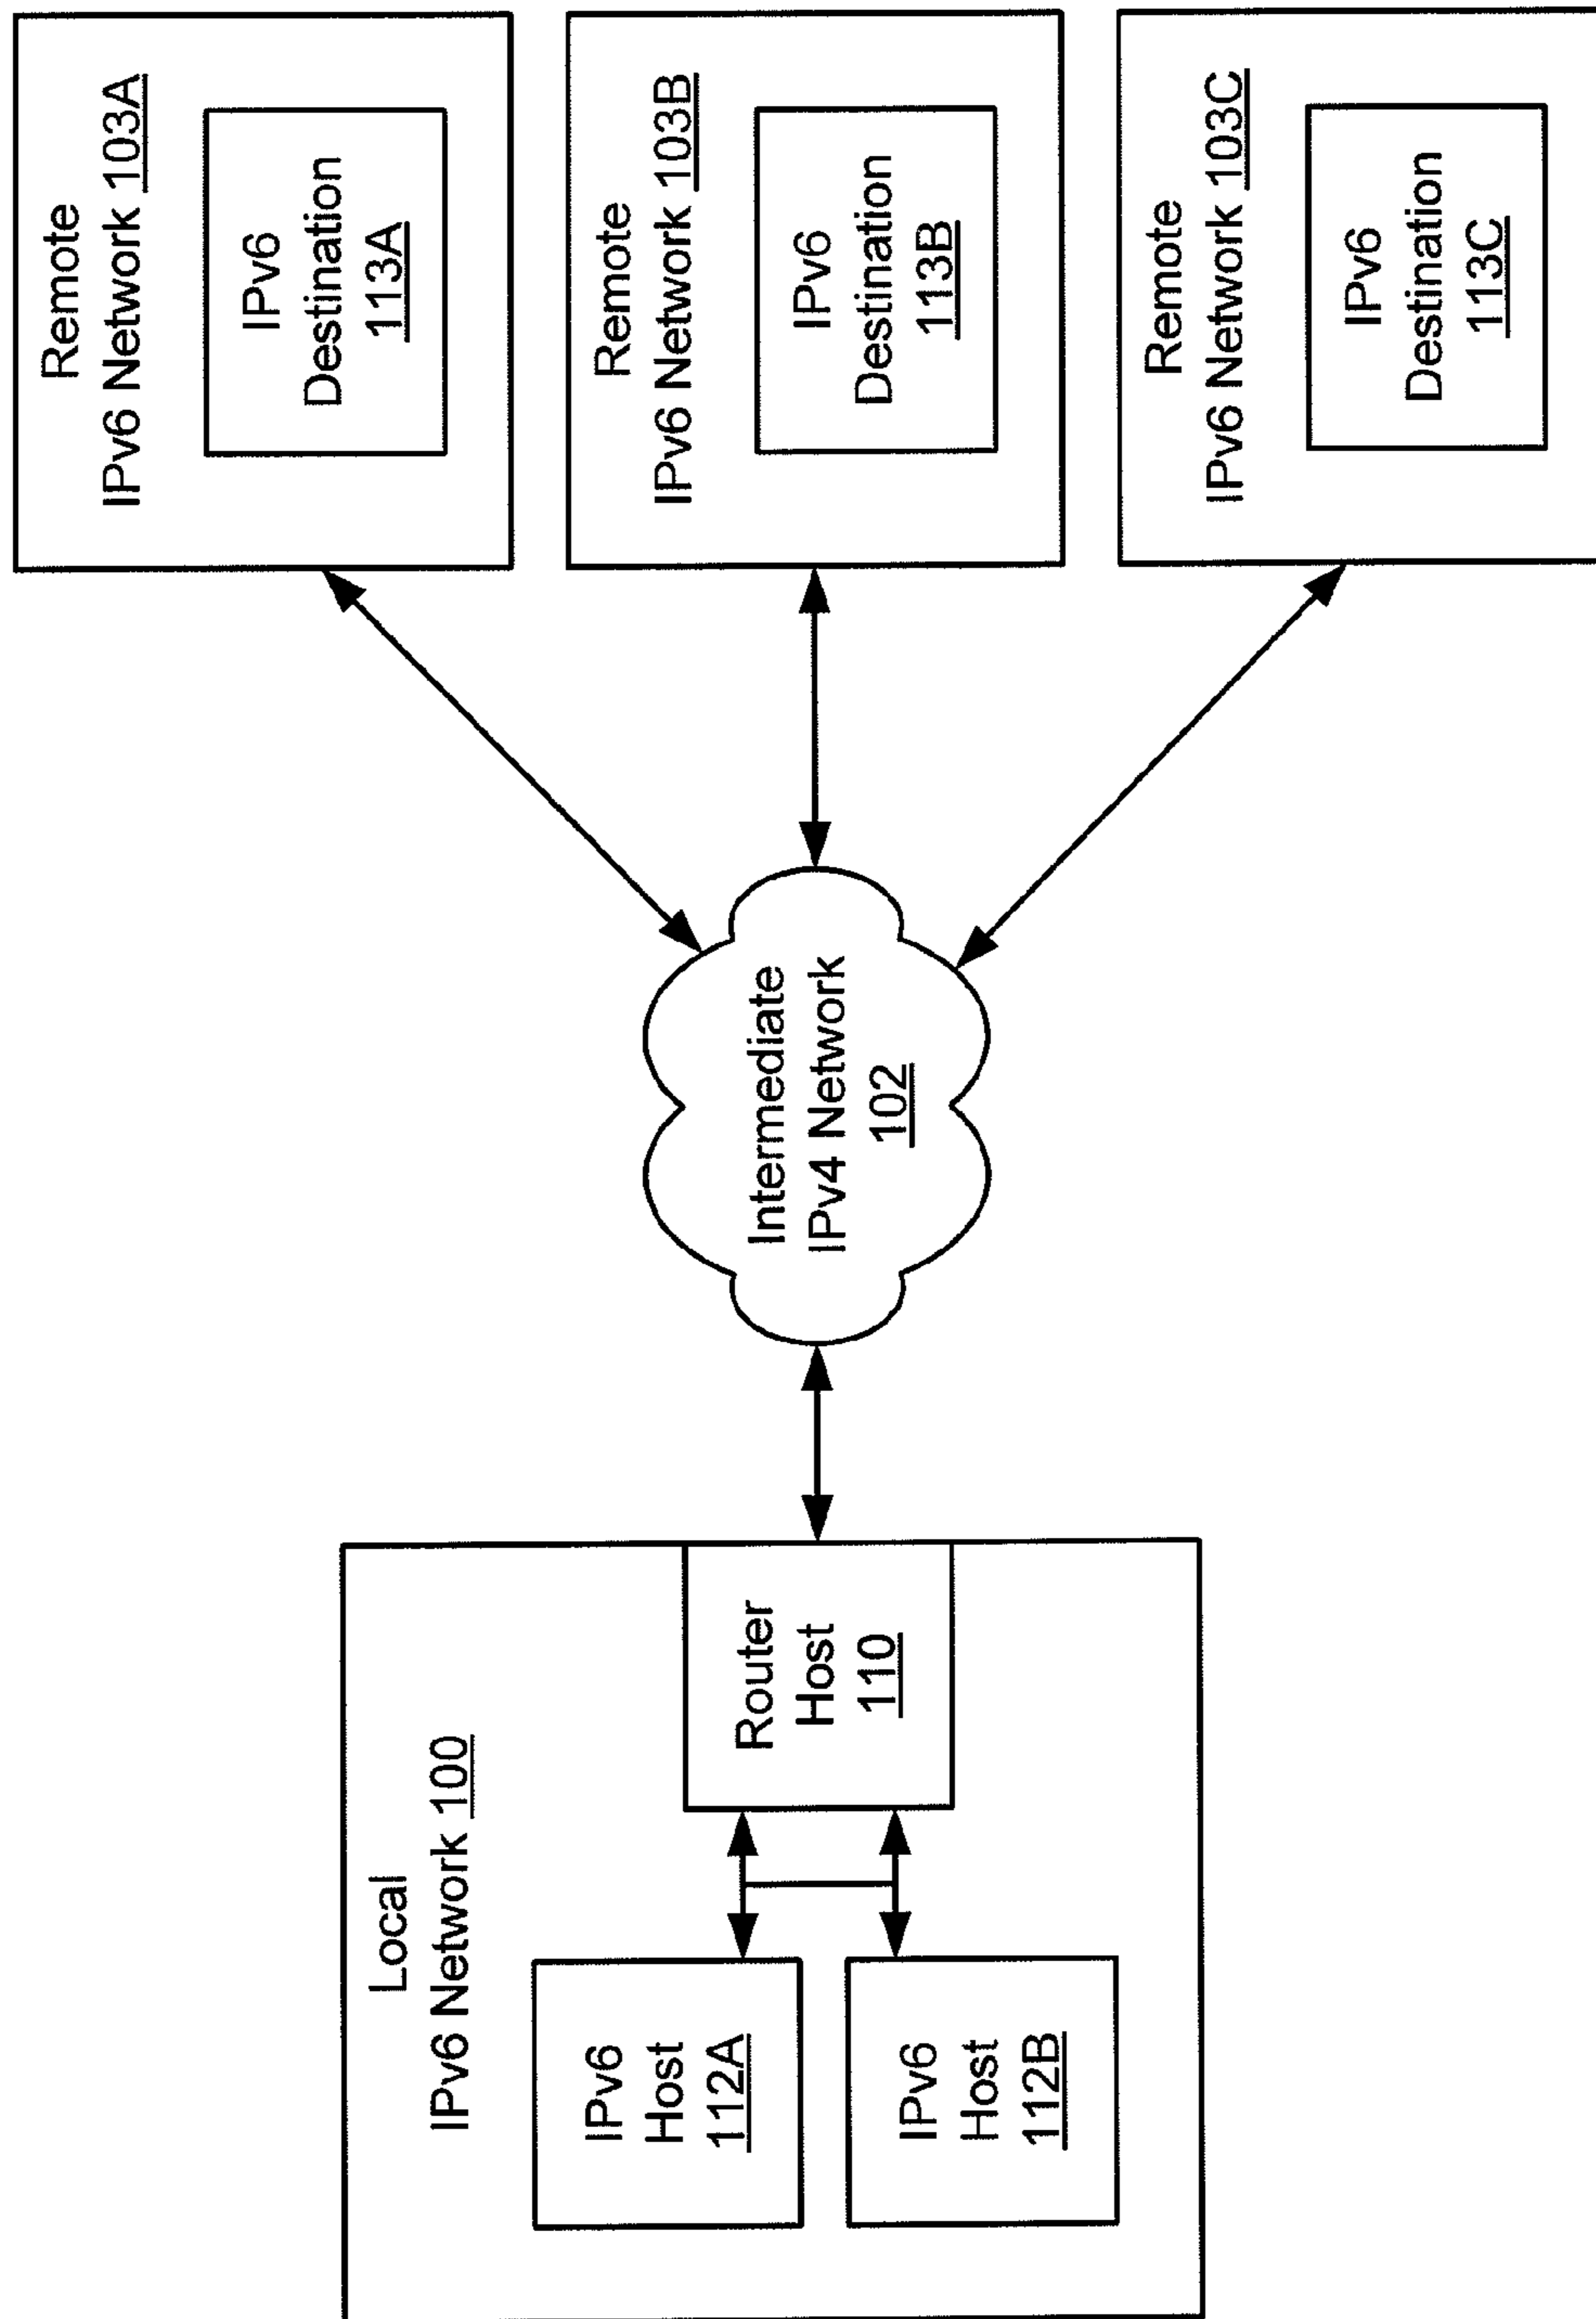 Local
IPv6 Network 100
IPv6
Host
112A
IPv6
Host
112B
Router
Host
110
Intermediate
IPv4 Network
102
Remote
IPv6 Network 103A
IPv6
Destination
113A
Remote
IPv6 Network 103B
IPv6
Destination
113B
Remote
IPv6 Network 103C
IPv6
Destination
113C